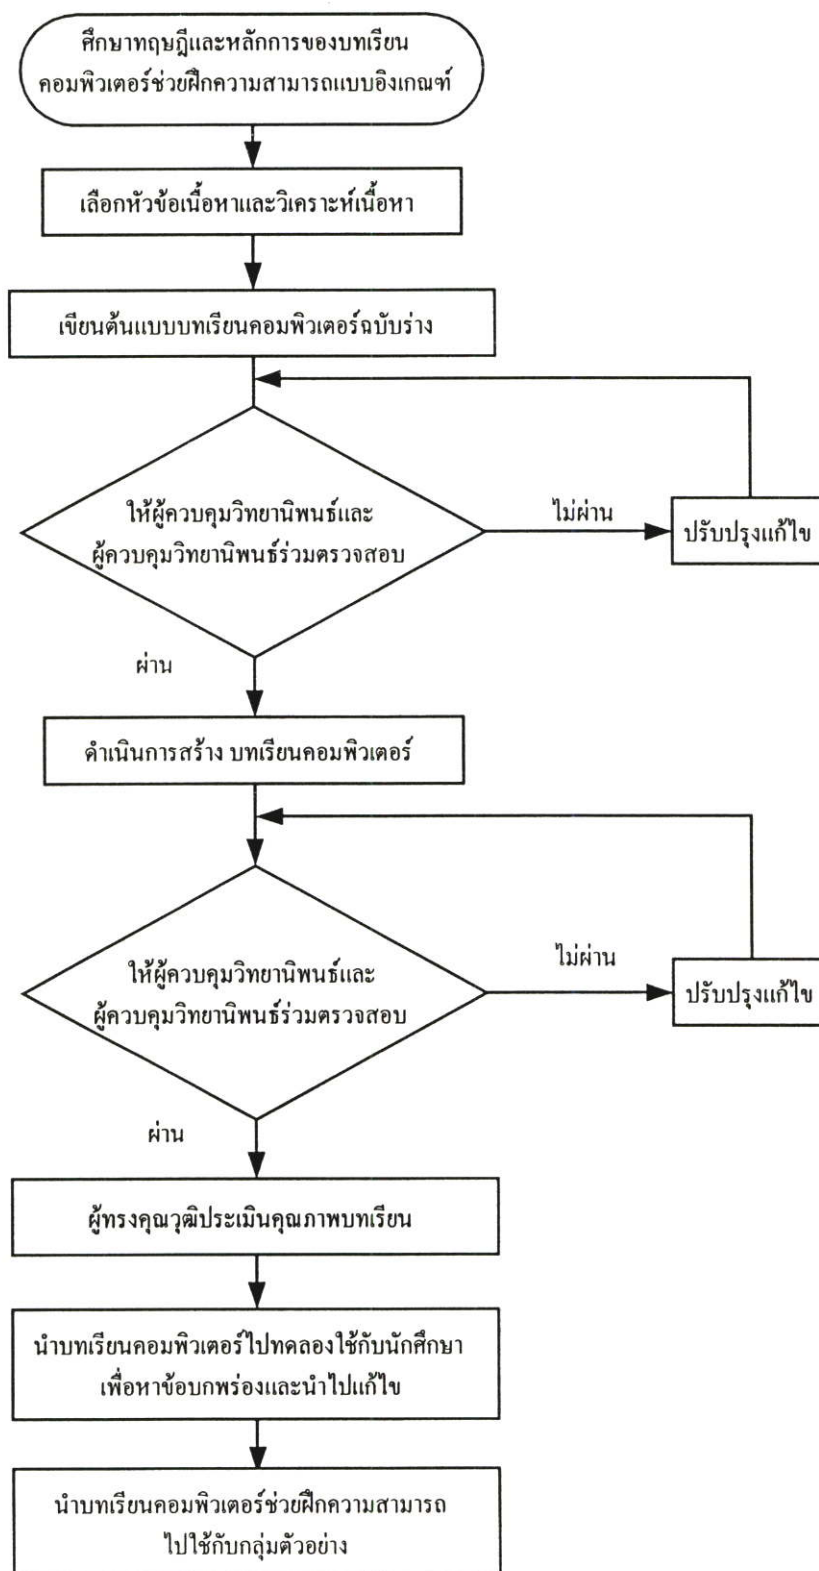 ศึกษาทฤษฎีและหลักการของบทเรียน
คอมพิวเตอร์ช่วยฝึกความสามารถแบบอิงเกณฑ์
เลือกหัวข้อเนื้อหาและวิเคราะห์เนื้อหา
เขียนต้นแบบบทเรียนคอมพิวเตอร์ฉบับร่าง
ให้ผู้ควบคุมวิทยานิพนธ์และ
ผู้ควบคุมวิทยานิพนธ์ร่วมตรวจสอบ
ไม่ผ่าน
ปรับปรุงแก้ไข
ผ่าน
ดำเนินการสร้าง บทเรียนคอมพิวเตอร์
ให้ผู้ควบคุมวิทยานิพนธ์และ
ผู้ควบคุมวิทยานิพนธ์ร่วมตรวจสอบ
ไม่ผ่าน
ปรับปรุงแก้ไข
ผ่าน
ผู้ทรงคุณวุฒิประเมินคุณภาพบทเรียน
นำบทเรียนคอมพิวเตอร์ไปทดลองใช้กับนักศึกษา
เพื่อหาข้อบกพร่องและนำไปแก้ไข
นำบทเรียนคอมพิวเตอร์ช่วยฝึกความสามารถ
ไปใช้กับกลุ่มตัวอย่าง